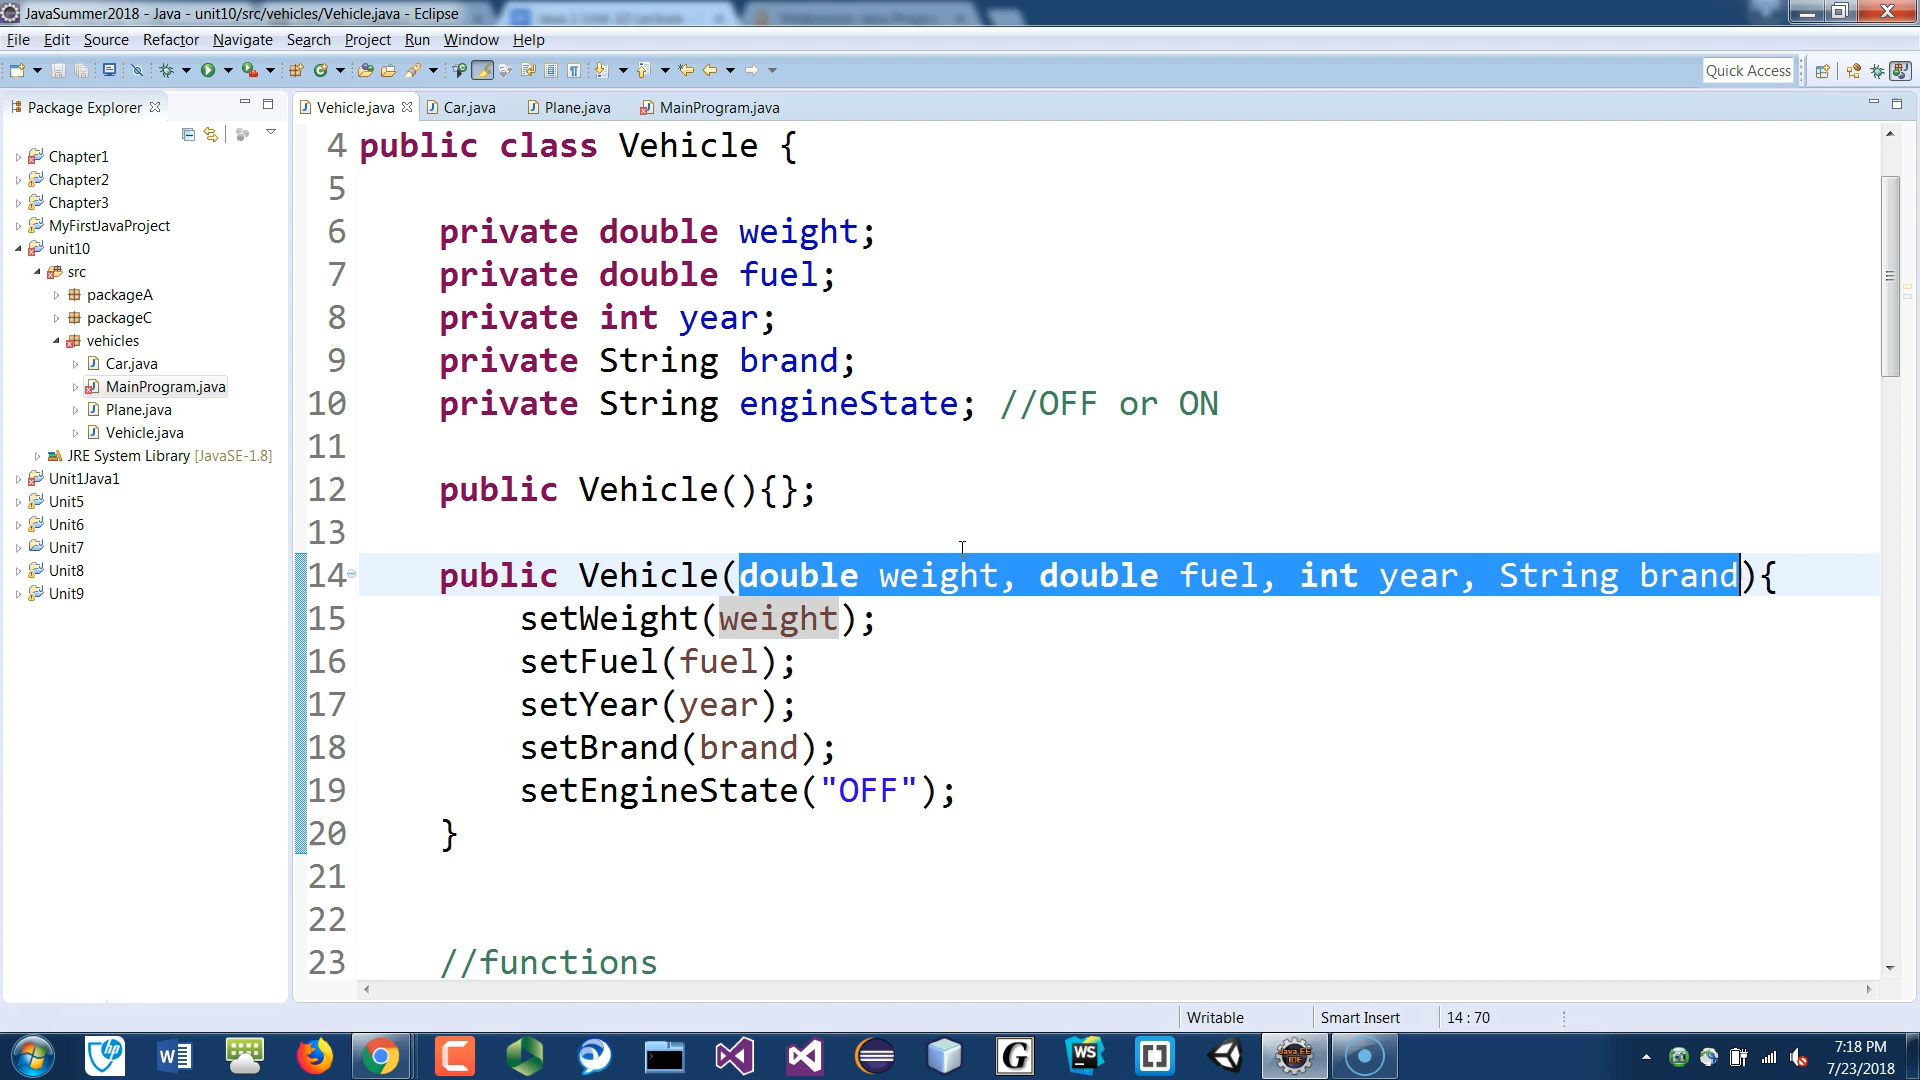 JavaSummer2018 - Java - unit10/src/vehicles/Vehicle.java - Eclipse
File Edit Source Refactor Navigate Search Project Run Window Help
Quick Access
Package Explorer
Vehicle.java Car.java Plane.java MainProgram.java
Chapter1
Chapter2
Chapter3
MyFirstJavaProject
unit10
src
packageA
packageC
vehicles
Car.java
MainProgram.java
Plane.java
Vehicle.java
JRE System Library [JavaSE-1.8]
Unit1Java1
Unit5
Unit6
Unit7
Unit8
Unit9
4 public class Vehicle {
5
6 private double weight;
7 private double fuel;
8 private int year;
9 private String brand;
10 private String engineState; //OFF or ON
11
12 public Vehicle(){};
13
14 public Vehicle(double weight, double fuel, int year, String brand){
15 setWeight(weight);
16 setFuel(fuel);
17 setYear(year);
18 setBrand(brand);
19 setEngineState("OFF");
20 }
21
22
23 //functions
Writable Smart Insert 14 : 70
7:18 PM
7/23/2018